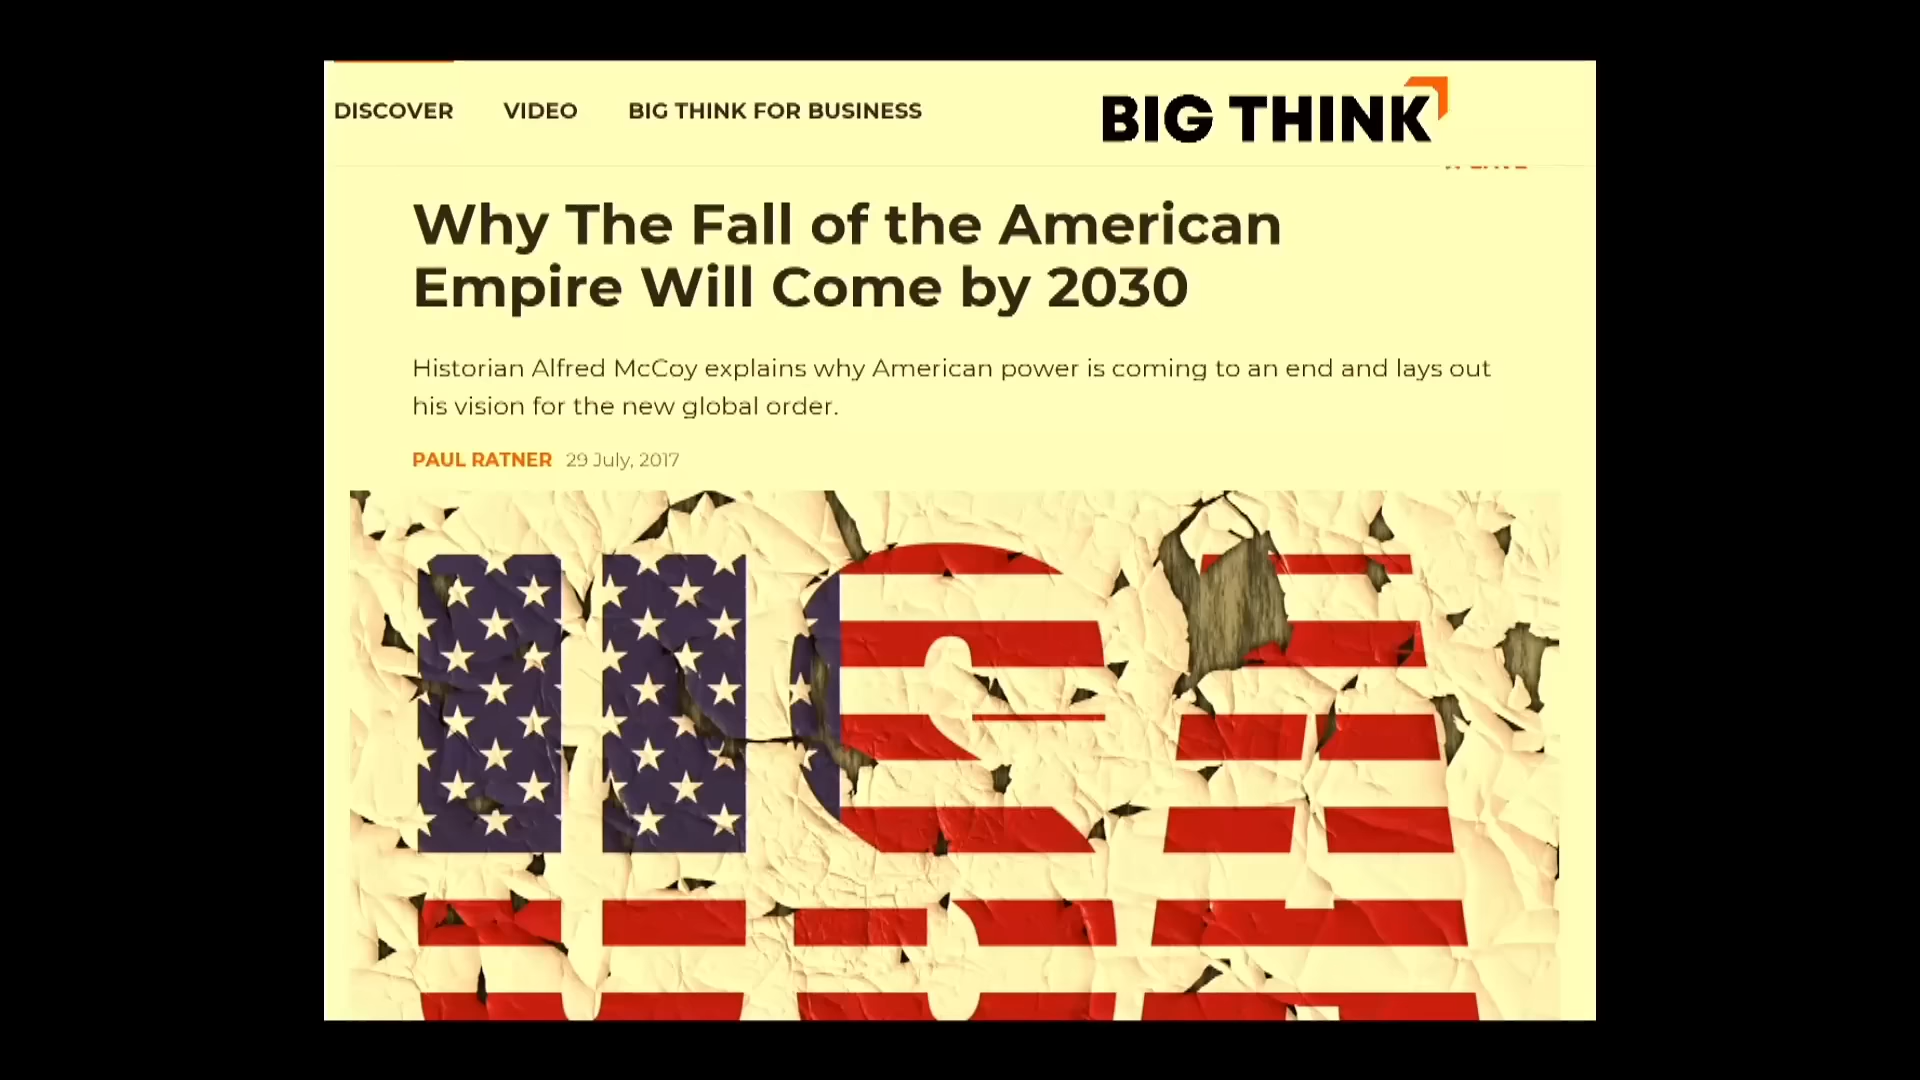 DISCOVER VIDEO BIG THINK FOR BUSINESS BIG THINK
Why The Fall of the American
Empire Will Come by 2030
Historian Alfred McCoy explains why American power is coming to an end and lays out
his vision for the new global order.
PAUL RATNER 29 July, 2017
USA